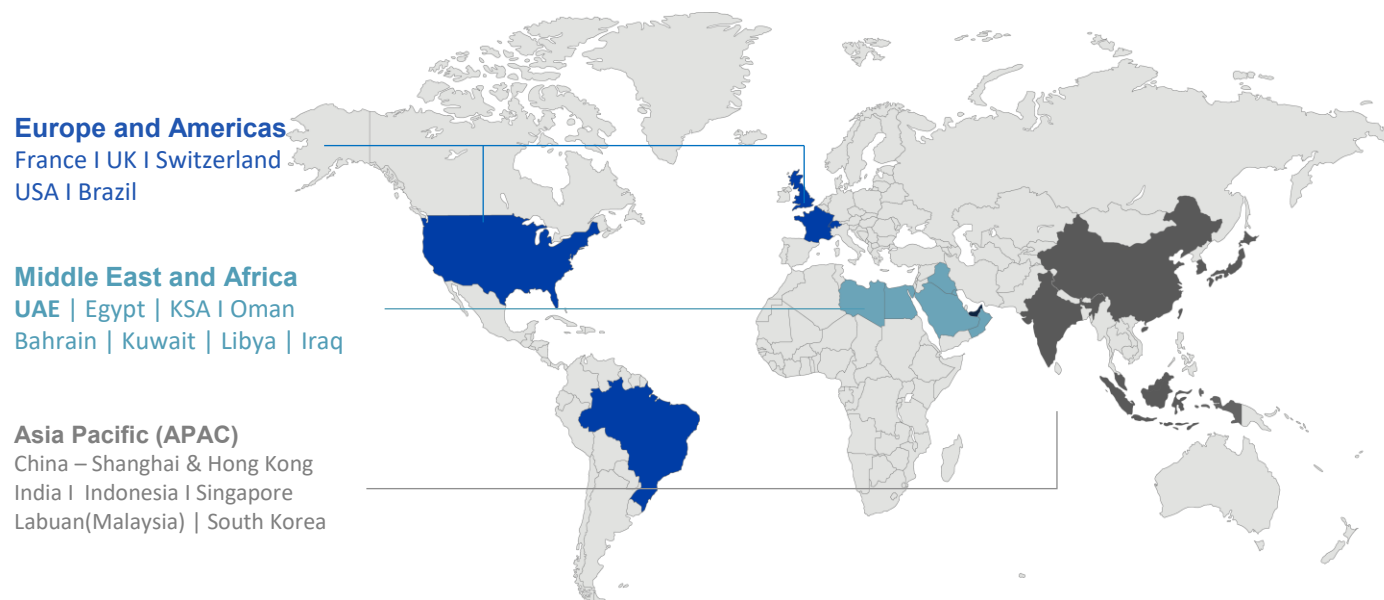 Europe and Americas
France I UK I Switzerland
USA I Brazil
Middle East and Africa
UAE | Egypt | KSA I Oman
Bahrain | Kuwait | Libya | Iraq
Asia Pacific (APAC)
China – Shanghai & Hong Kong
India I Indonesia I Singapore
Labuan(Malaysia) | South Korea